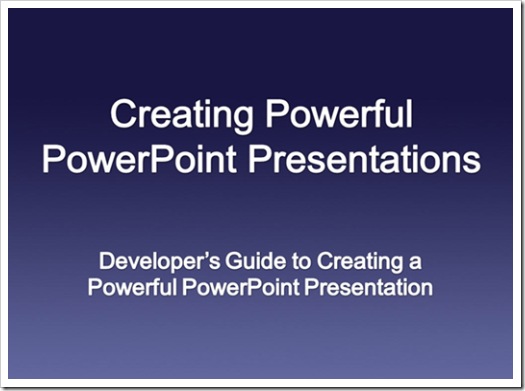 Creating Powerful
PowerPoint Presentations
Developer's Guide to Creating a
Powerful PowerPoint Presentation